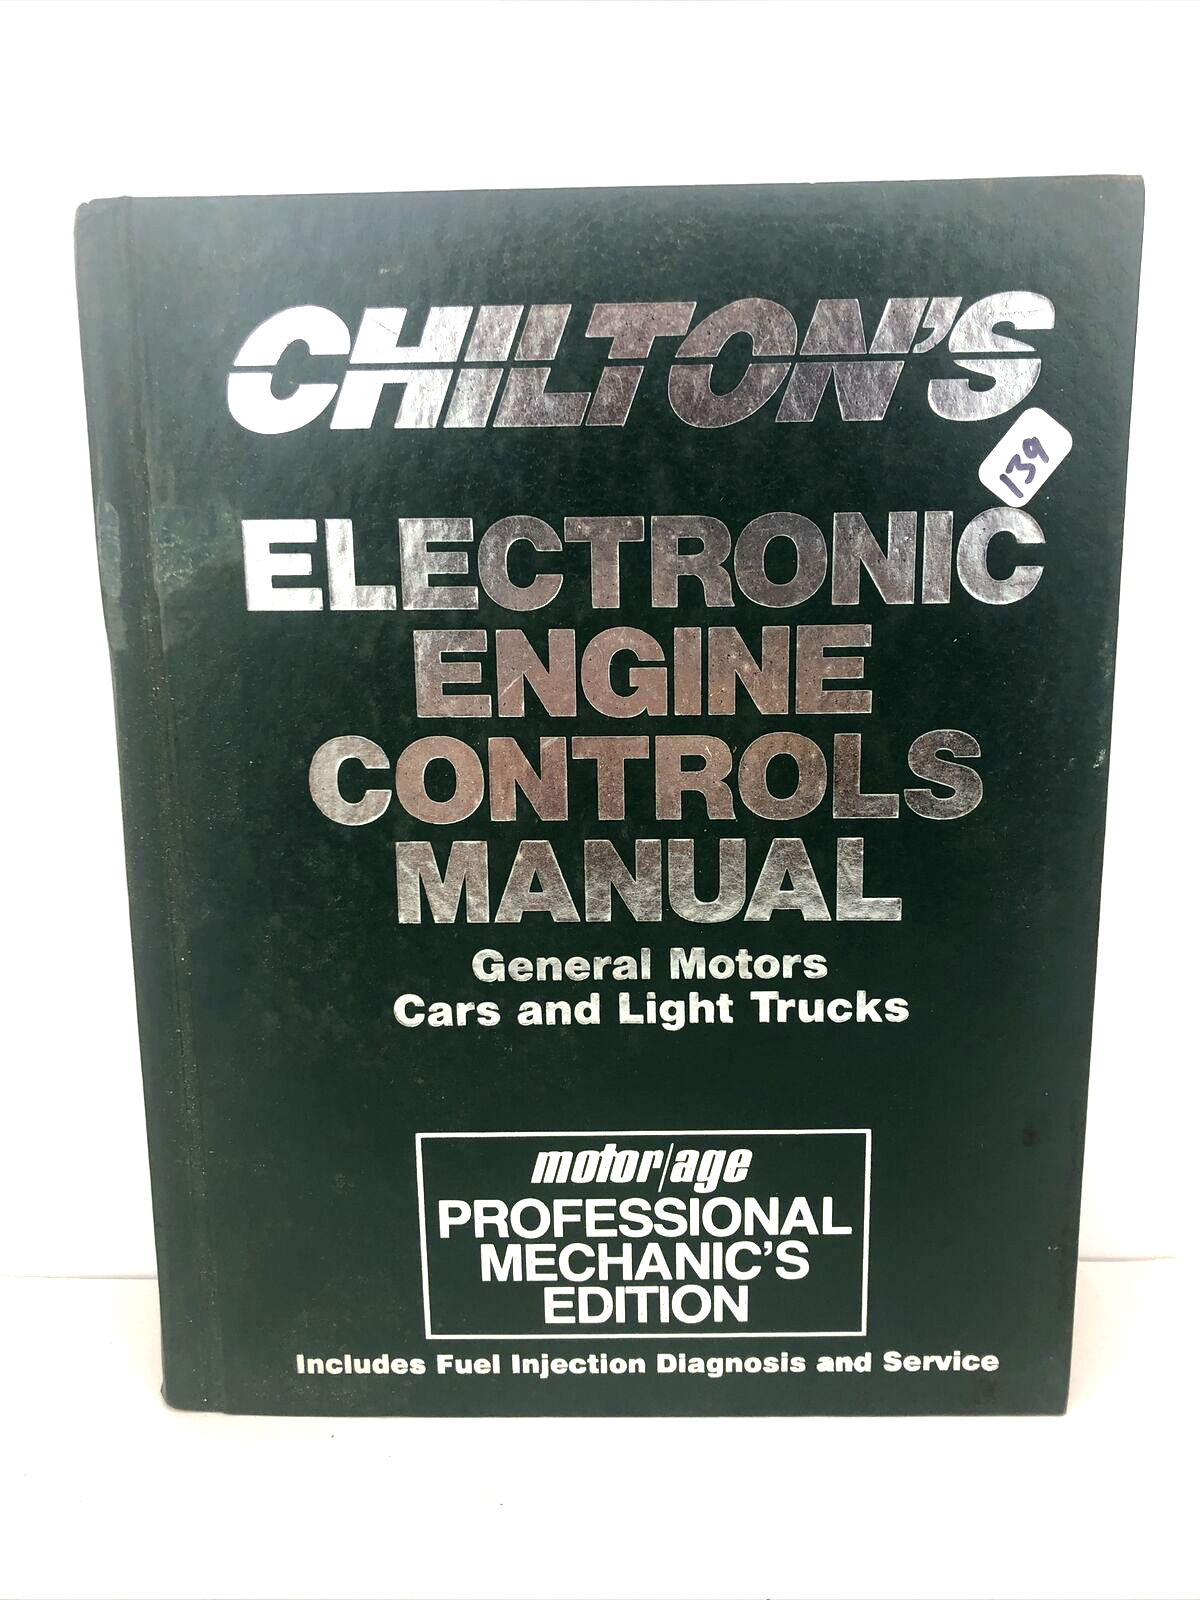 CHILTON'S
139
ELECTRONIC
ENGINE
CONTROLS
MANUAL
General Motors
Cars and Light Trucks
motor/age
PROFESSIONAL
MECHANIC'S
EDITION
Includes Fuel Injection Diagnosis and Service